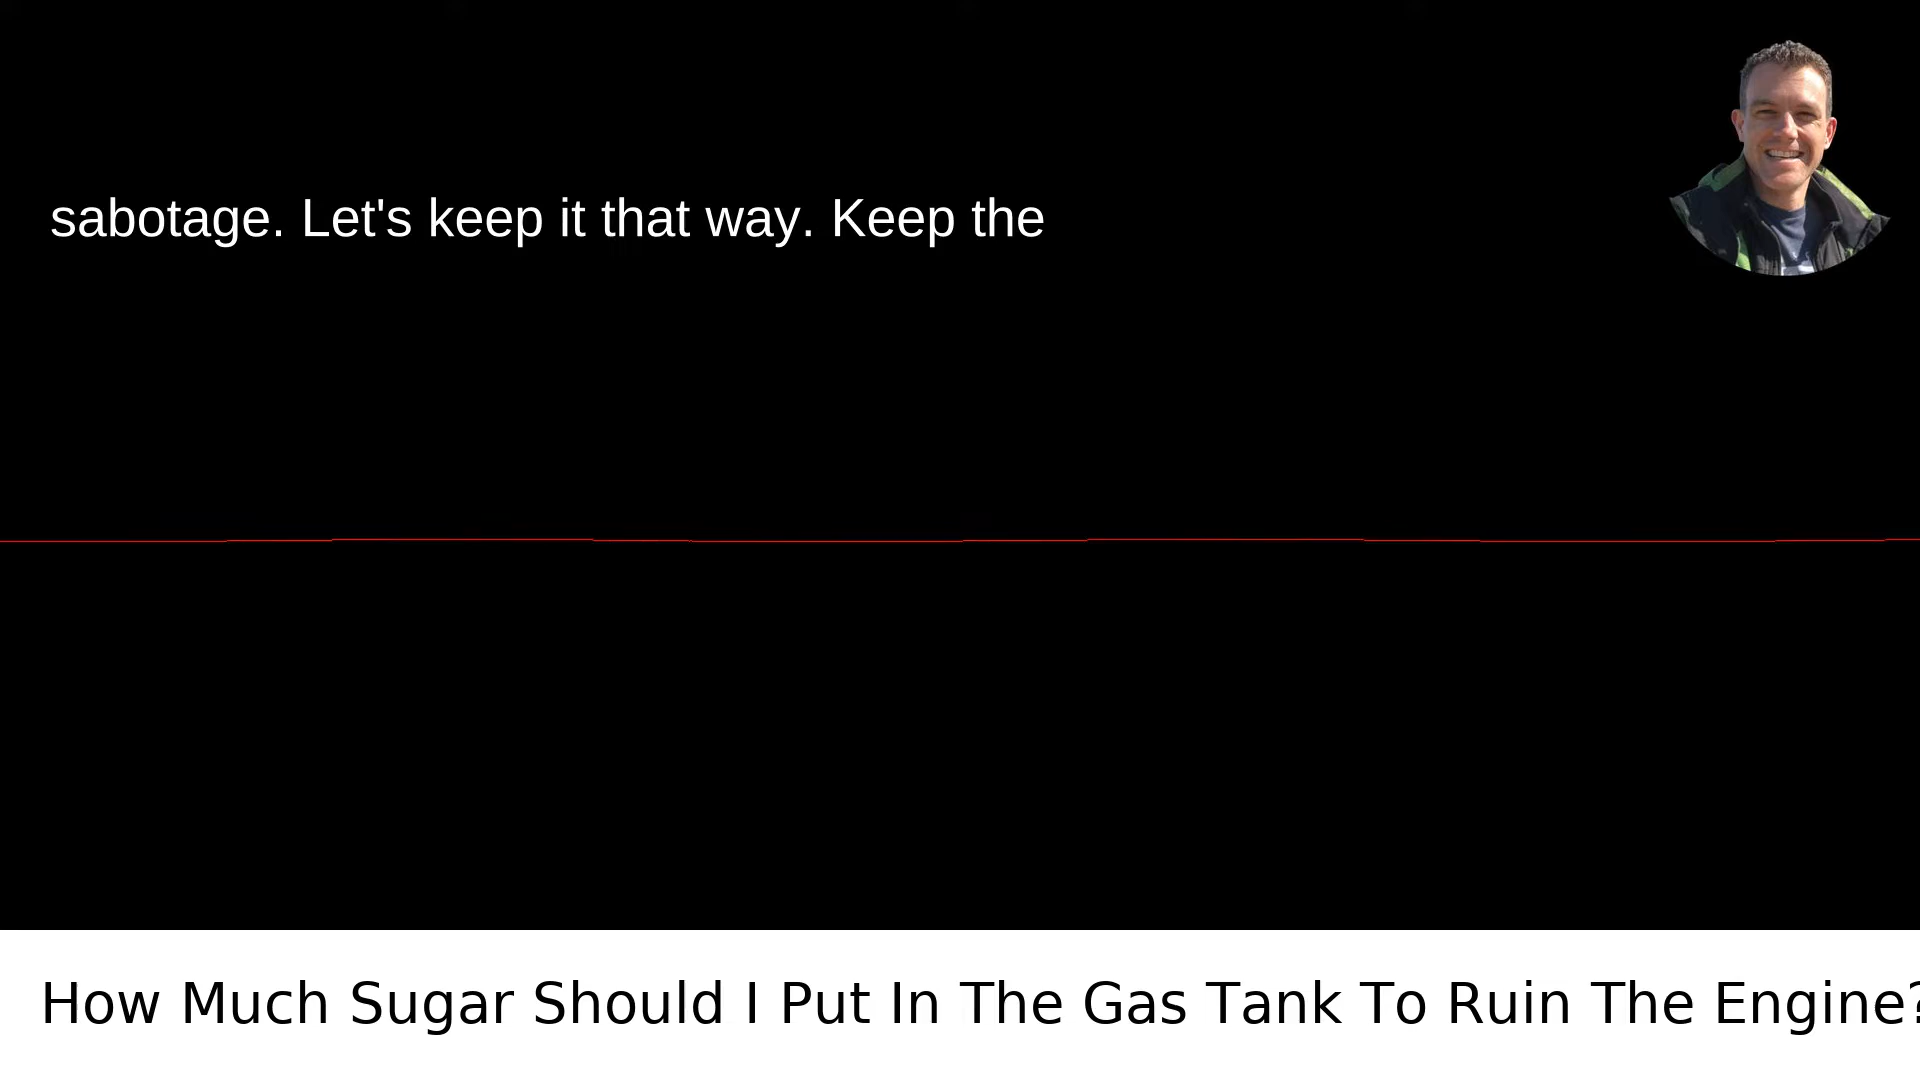 sabotage. Let's keep it that way. Keep the
How Much Sugar Should I Put In The Gas Tank To Ruin The Engine?